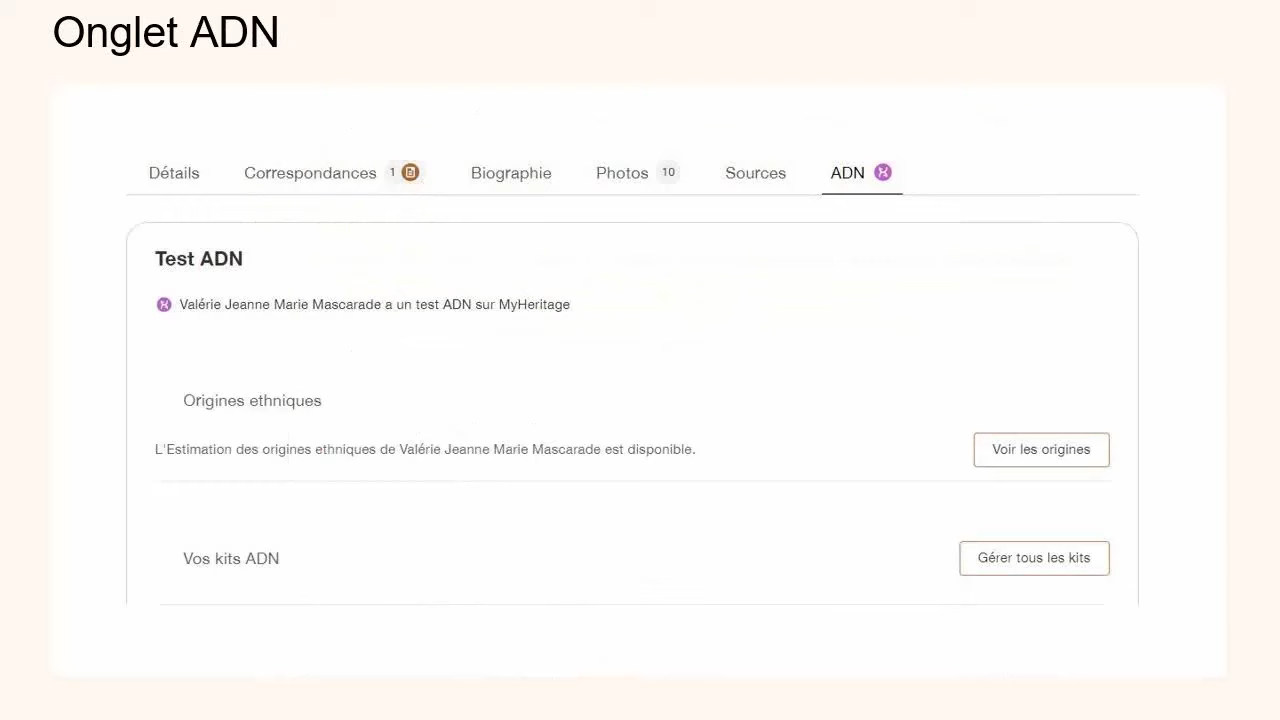 Onglet ADN
Détails Correspondances 1 Biographie Photos 10 Sources ADN
Test ADN
Valérie Jeanne Marie Mascarade a un test ADN sur MyHeritage
Origines ethniques
L'Estimation des origines ethniques de Valérie Jeanne Marie Mascarade est disponible. Voir les origines
Vos kits ADN Gérer tous les kits